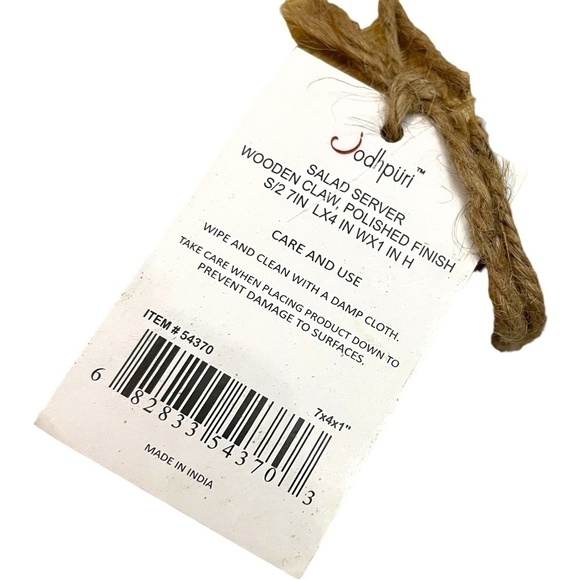 Jodhpuri™
SALAD SERVER
WOODEN CLAW, POLISHED FINISH
S/2 7IN LX4 IN WX1 IN H
CARE AND USE
WIPE AND CLEAN WITH A DAMP CLOTH.
TAKE CARE WHEN PLACING PRODUCT DOWN TO
PREVENT DAMAGE TO SURFACES.
ITEM # 54370
7x4x1"
6 82833 54370 3
MADE IN INDIA